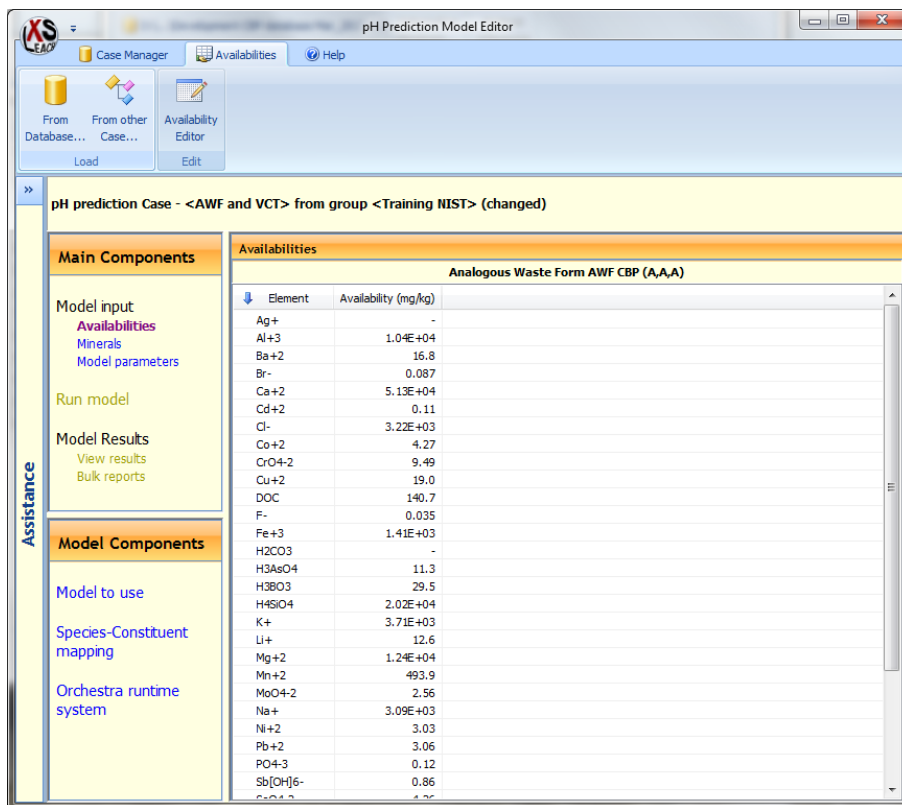 XS
LEACH
pH Prediction Model Editor
Case Manager
Availabilities
Help
From Database...
From other Case...
Availability Editor
Load
Edit
»
pH prediction Case - <AWF and VCT> from group <Training NIST> (changed)
Assistance
Main Components
Model input
Availabilities
Minerals
Model parameters
Run model
Model Results
View results
Bulk reports
Model Components
Model to use
Species-Constituent
mapping
Orchestra runtime
system
Availabilities
Analogous Waste Form AWF CBP (A,A,A)
Element Availability (mg/kg)
Ag+ -
Al+3 1.04E+04
Ba+2 16.8
Br- 0.087
Ca+2 5.13E+04
Cd+2 0.11
Cl- 3.22E+03
Co+2 4.27
CrO4-2 9.49
Cu+2 19.0
DOC 140.7
F- 0.035
Fe+3 1.41E+03
H2CO3 -
H3AsO4 11.3
H3BO3 29.5
H4SiO4 2.02E+04
K+ 3.71E+03
Li+ 12.6
Mg+2 1.24E+04
Mn+2 493.9
MoO4-2 2.56
Na+ 3.09E+03
Ni+2 3.03
Pb+2 3.06
PO4-3 0.12
Sb[OH]6- 0.86